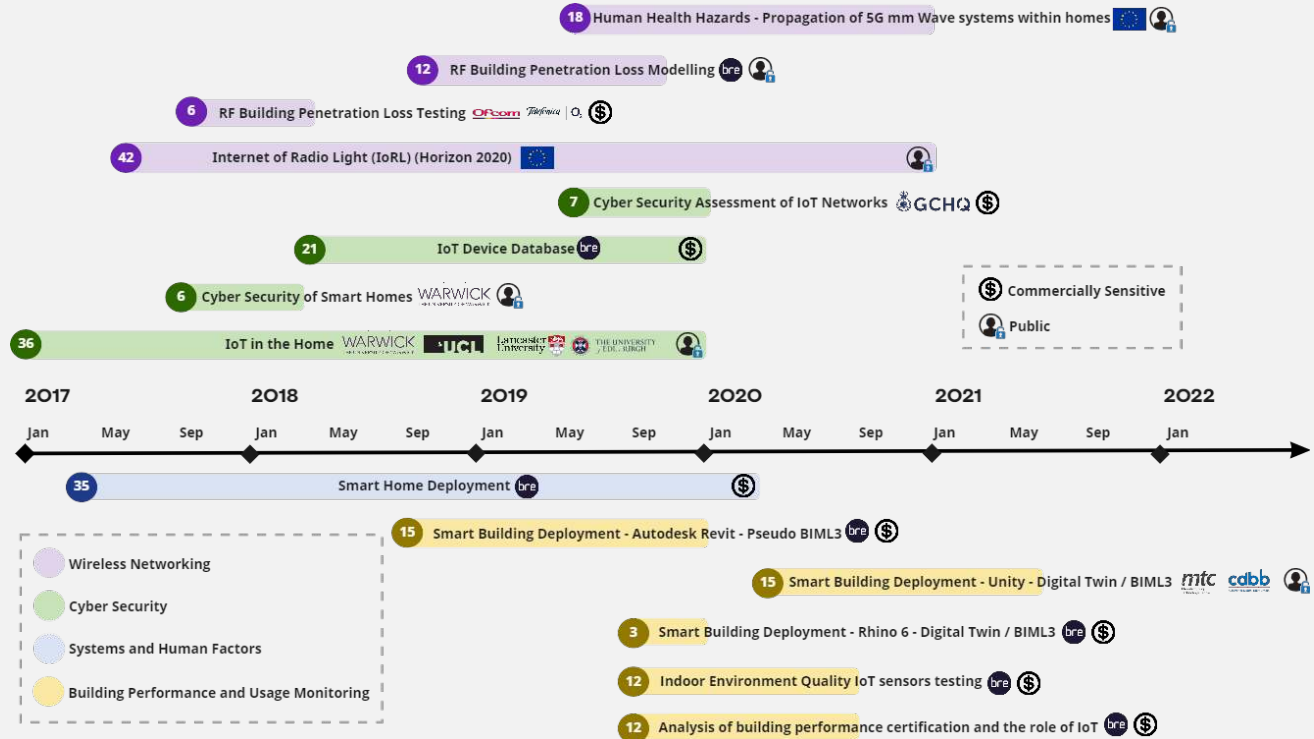 18 Human Health Hazards - Propagation of 5G mm Wave systems within homes
12 RF Building Penetration Loss Modelling bre
6 RF Building Penetration Loss Testing Ofcom Telefonica | O2
42 Internet of Radio Light (IoRL) (Horizon 2020)
7 Cyber Security Assessment of IoT Networks GCHQ
21 IoT Device Database bre
6 Cyber Security of Smart Homes WARWICK
36 IoT in the Home WARWICK UCL Lancaster University THE UNIVERSITY
$ Commercially Sensitive
Public
2017 2018 2019 2020 2021 2022
Jan May Sep Jan May Sep Jan May Sep Jan May Sep Jan May Sep Jan
35 Smart Home Deployment bre
15 Smart Building Deployment - Autodesk Revit - Pseudo BIML3 bre
15 Smart Building Deployment - Unity - Digital Twin / BIML3 mtc cdbb
3 Smart Building Deployment - Rhino 6 - Digital Twin / BIML3 bre
12 Indoor Environment Quality IoT sensors testing bre
12 Analysis of building performance certification and the role of IoT bre
Wireless Networking
Cyber Security
Systems and Human Factors
Building Performance and Usage Monitoring